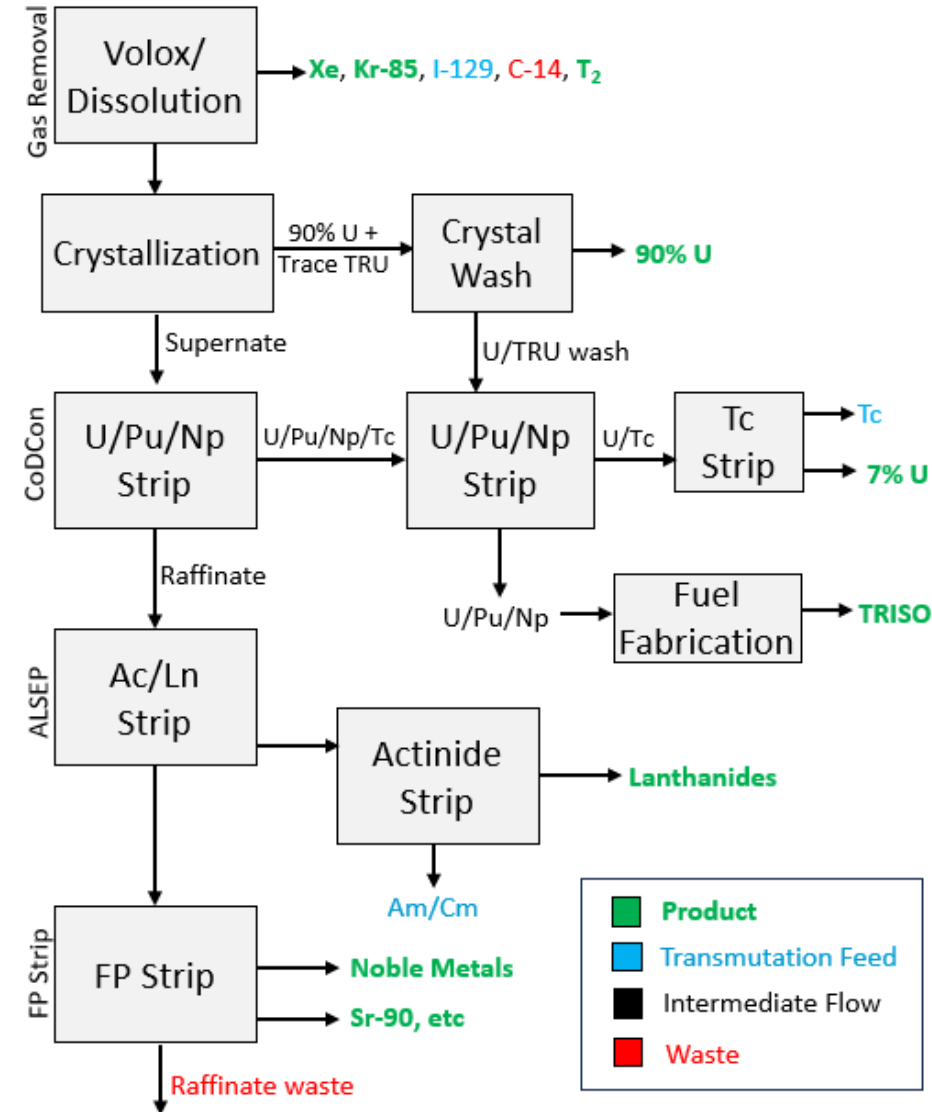 Gas Removal
Volox/
Dissolution
Xe, Kr-85, I-129, C-14, T₂
Crystallization
90% U +
Trace TRU
Crystal
Wash
90% U
Supernate
U/TRU wash
CoDCon
U/Pu/Np
Strip
U/Pu/Np/Tc
U/Pu/Np
Strip
U/Tc
Tc
Strip
Tc
7% U
Raffinate
U/Pu/Np
Fuel
Fabrication
TRISO
ALSEP
Ac/Ln
Strip
Actinide
Strip
Lanthanides
Am/Cm
FP Strip
FP Strip
Noble Metals
Sr-90, etc
Raffinate waste
Product
Transmutation Feed
Intermediate Flow
Waste